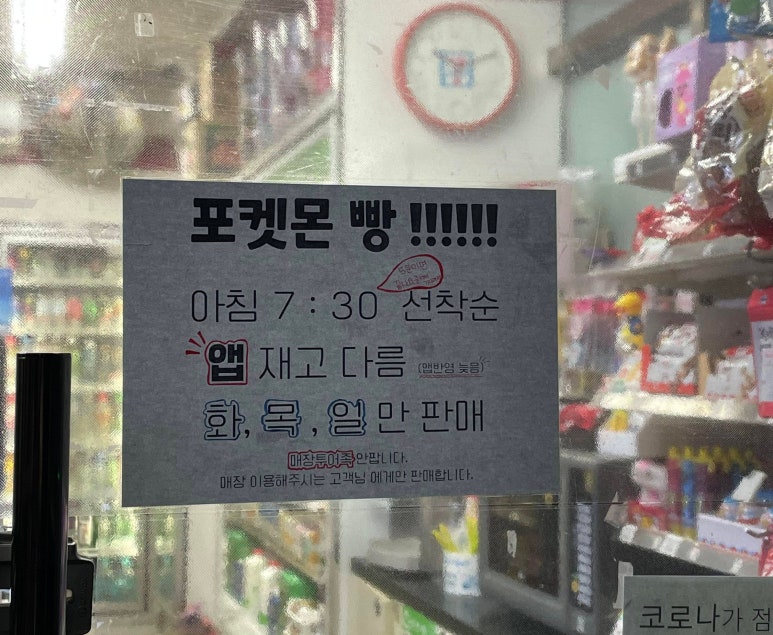 포켓몬 빵 !!!!!!
아침 7 : 30 선착순
앱 재고 다름 (앱반영 늦음)
화, 목, 일 만 판매
매장투어족 안팝니다.
매장 이용해주시는 고객님 에게만 판매합니다.
코로나가 점